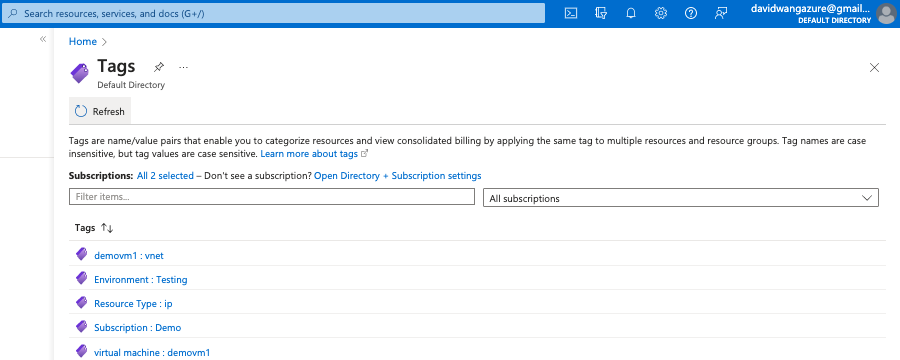 Search resources, services, and docs (G+/)
davidwangazure@gmail...
DEFAULT DIRECTORY
«
Home >
Tags
...
Default Directory
Refresh
Tags are name/value pairs that enable you to categorize resources and view consolidated billing by applying the same tag to multiple resources and resource groups. Tag names are case
insensitive, but tag values are case sensitive. Learn more about tags
Subscriptions: All 2 selected – Don't see a subscription? Open Directory + Subscription settings
Filter items...
All subscriptions
Tags ↑↓
demovm1 : vnet
Environment : Testing
Resource Type : ip
Subscription : Demo
virtual machine : demovm1